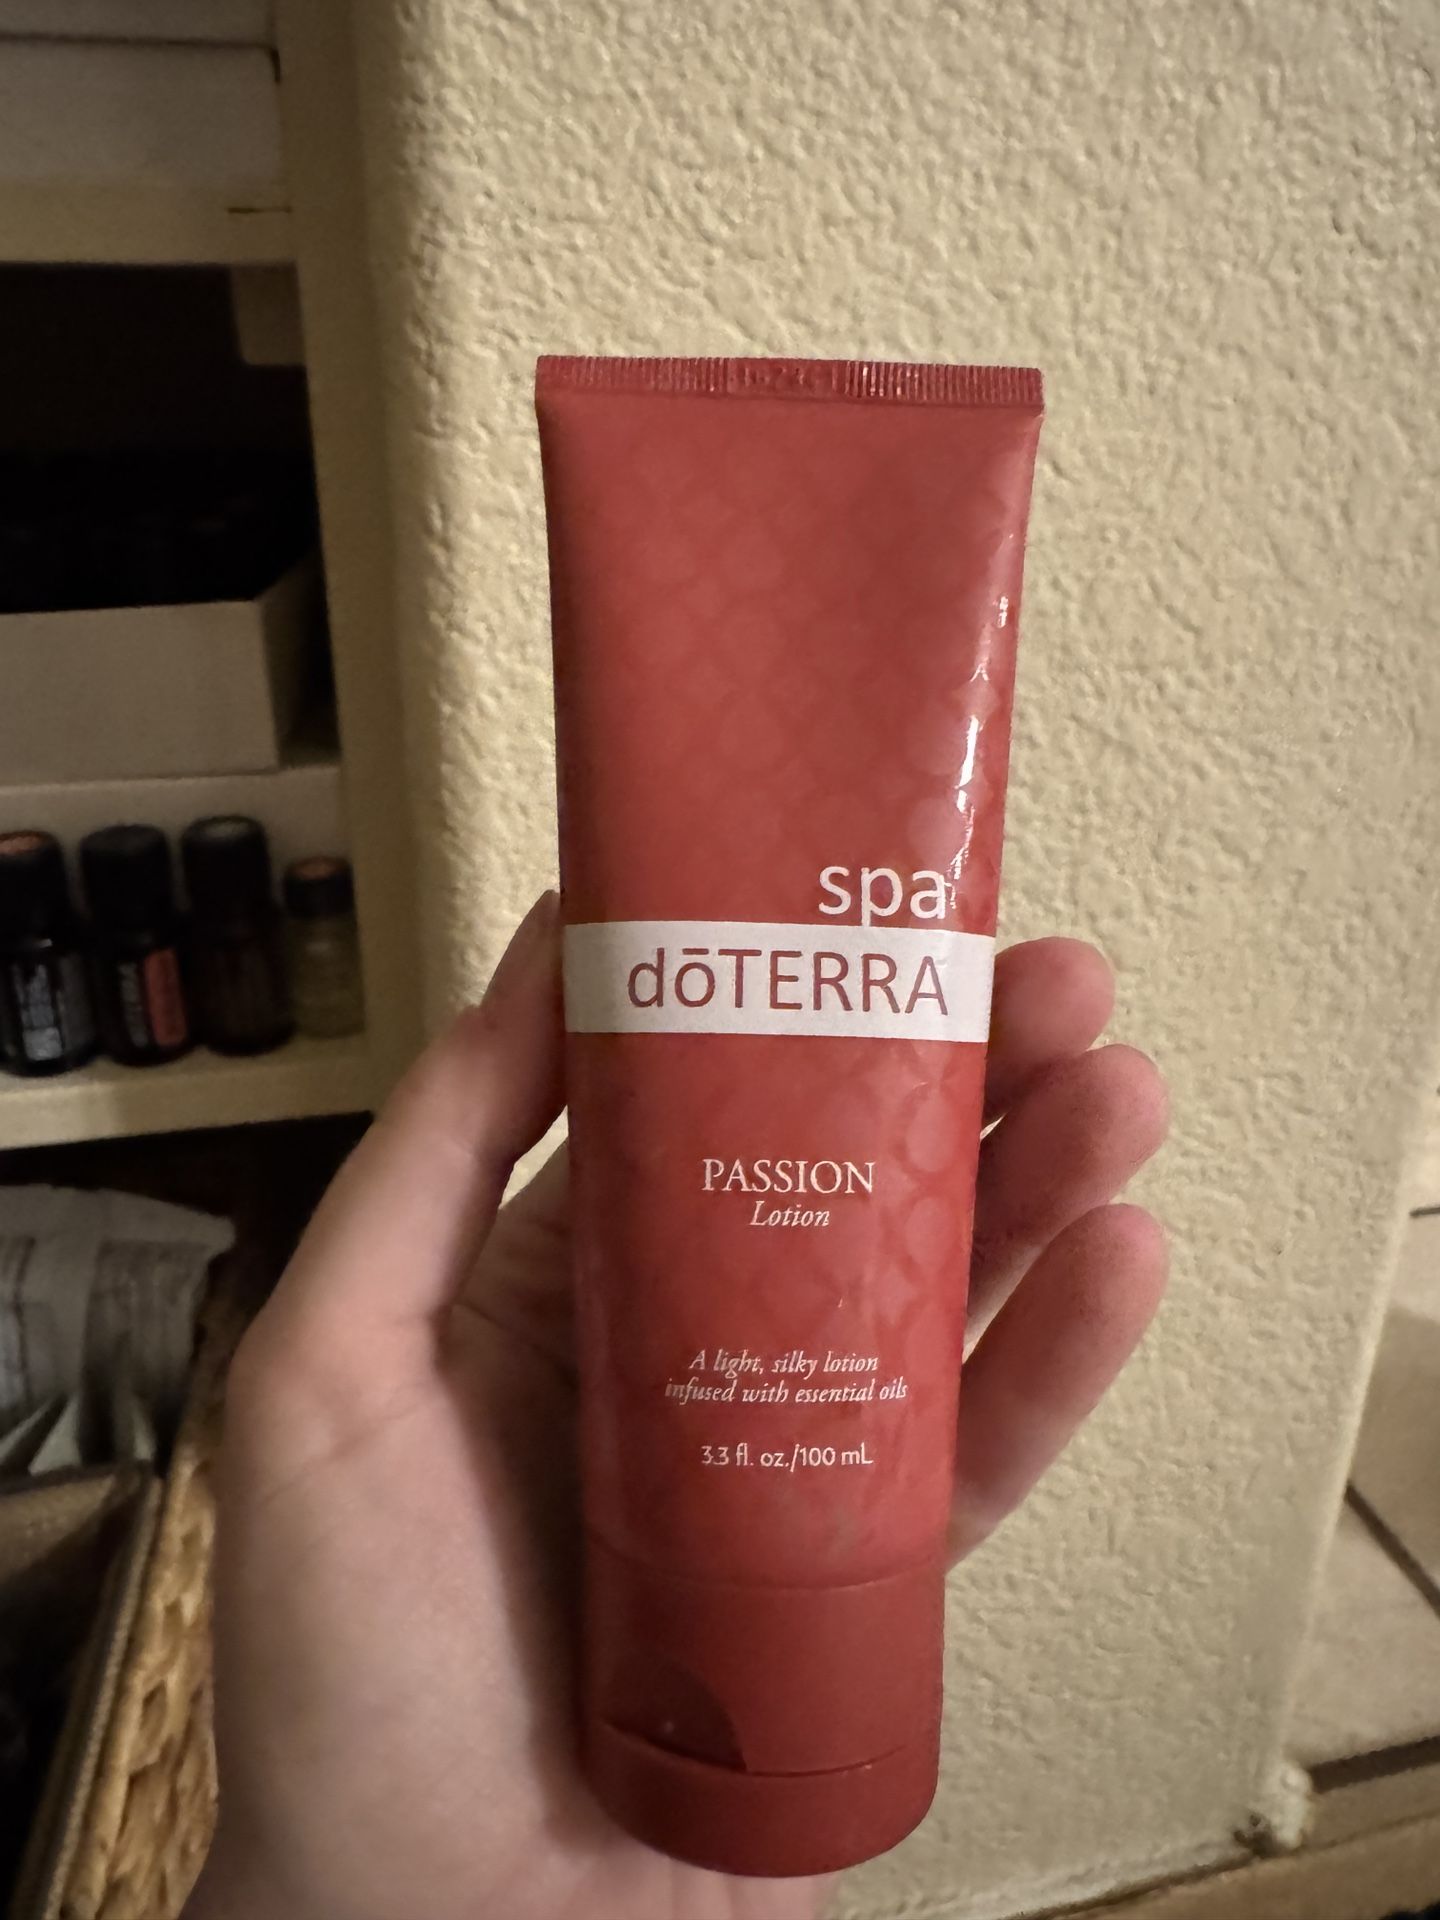 spa
dōTERRA
PASSION
Lotion
A light, silky lotion
infused with essential oils
3.3 fl. oz./100 mL